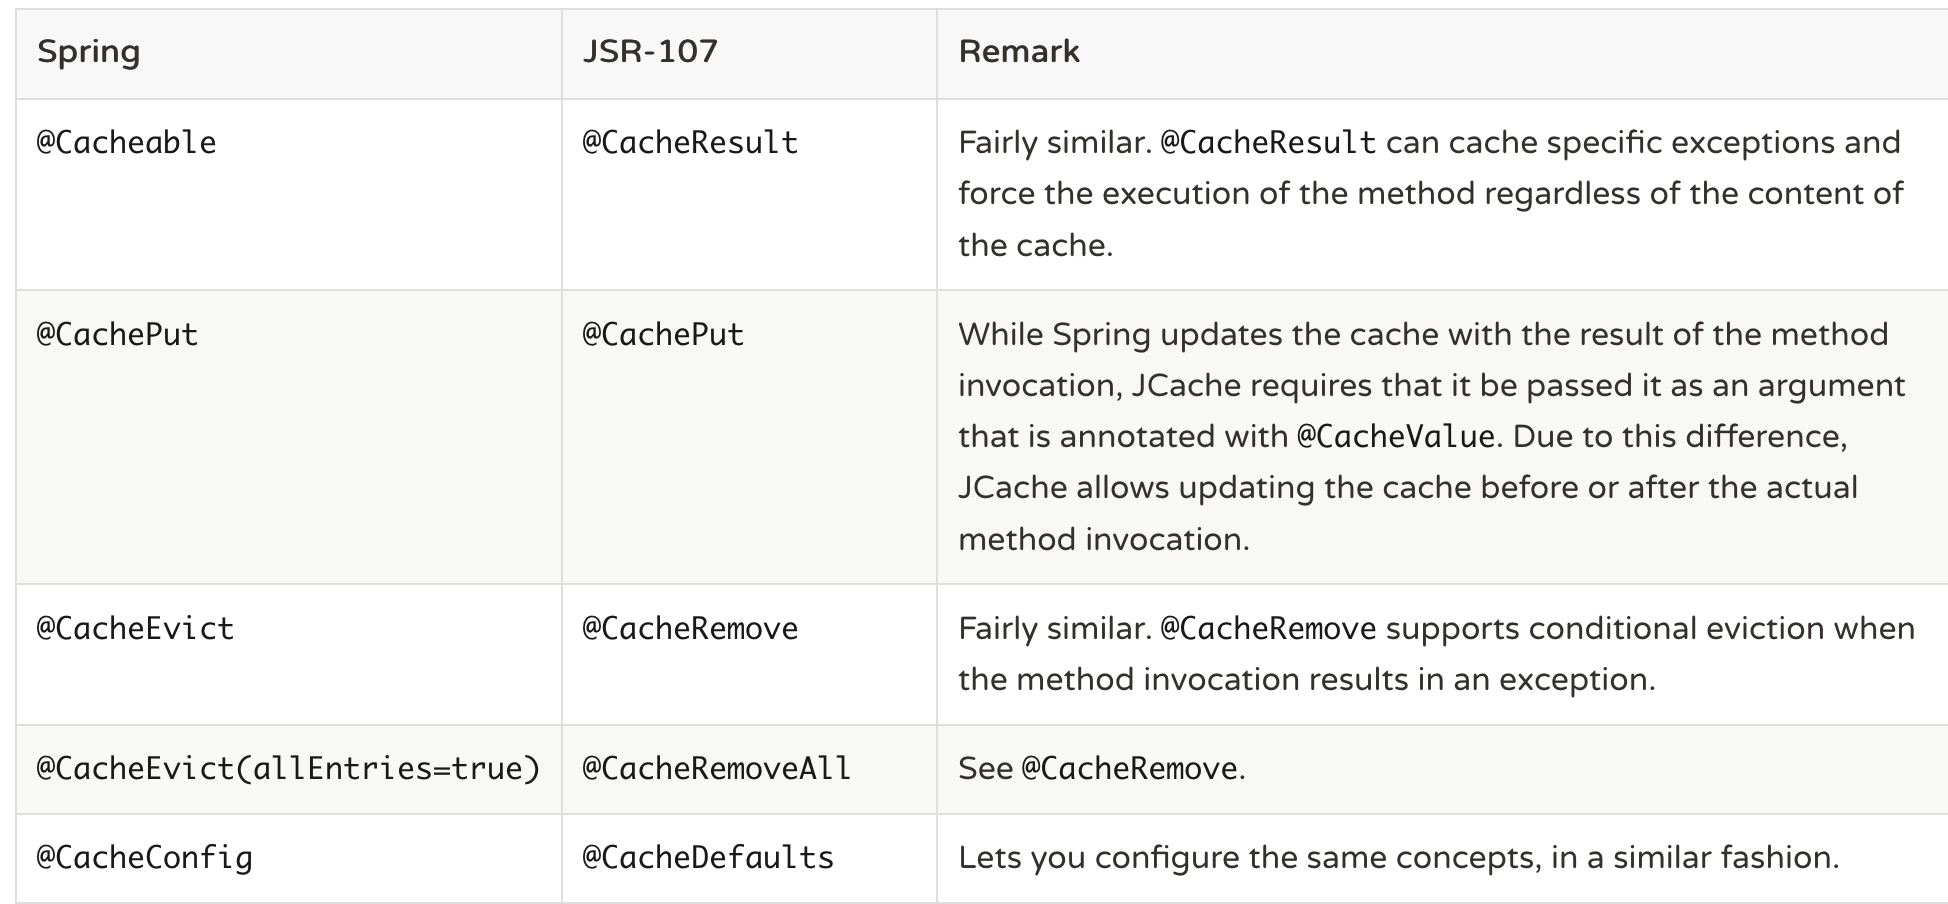 Spring
JSR-107
Remark
@Cacheable
@CacheResult
Fairly similar. @CacheResult can cache specific exceptions and
force the execution of the method regardless of the content of
the cache.
@CachePut
@CachePut
While Spring updates the cache with the result of the method
invocation, JCache requires that it be passed it as an argument
that is annotated with @CacheValue. Due to this difference,
JCache allows updating the cache before or after the actual
method invocation.
@CacheEvict
@CacheRemove
Fairly similar. @CacheRemove supports conditional eviction when
the method invocation results in an exception.
@CacheEvict(allEntries=true)
@CacheRemoveAll
See @CacheRemove.
@CacheConfig
@CacheDefaults
Lets you configure the same concepts, in a similar fashion.